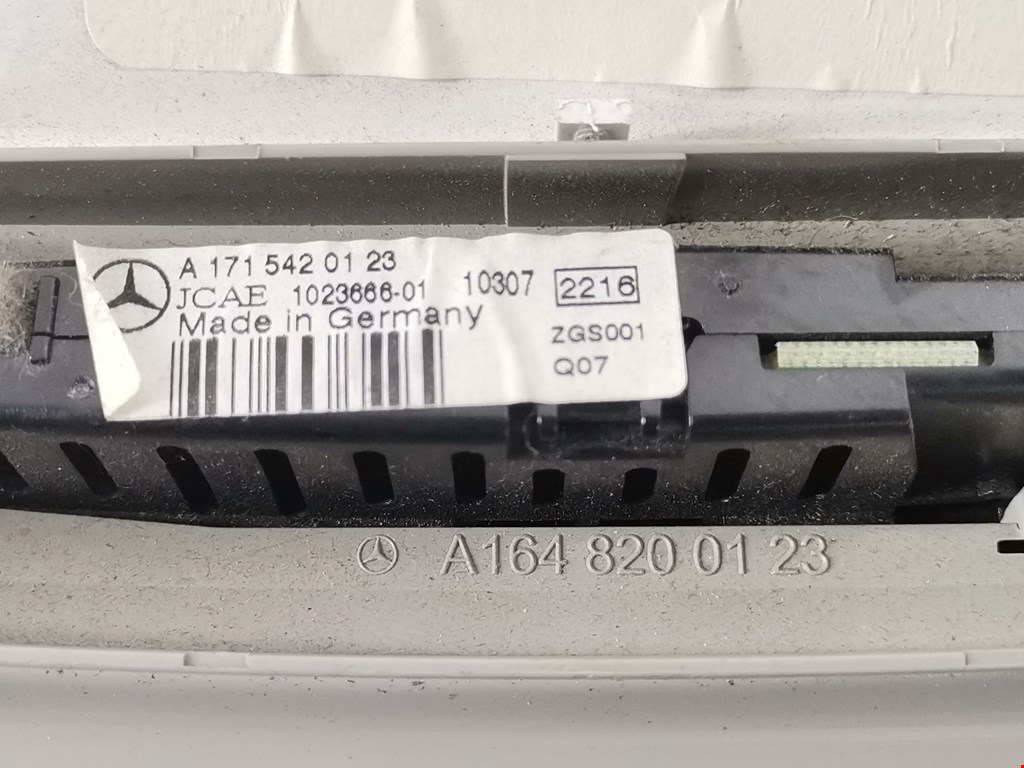 A 171 542 01 23
JCAE 1023666-01 10307 2216
Made in Germany
ZGS001
Q07
A164 820 01 23